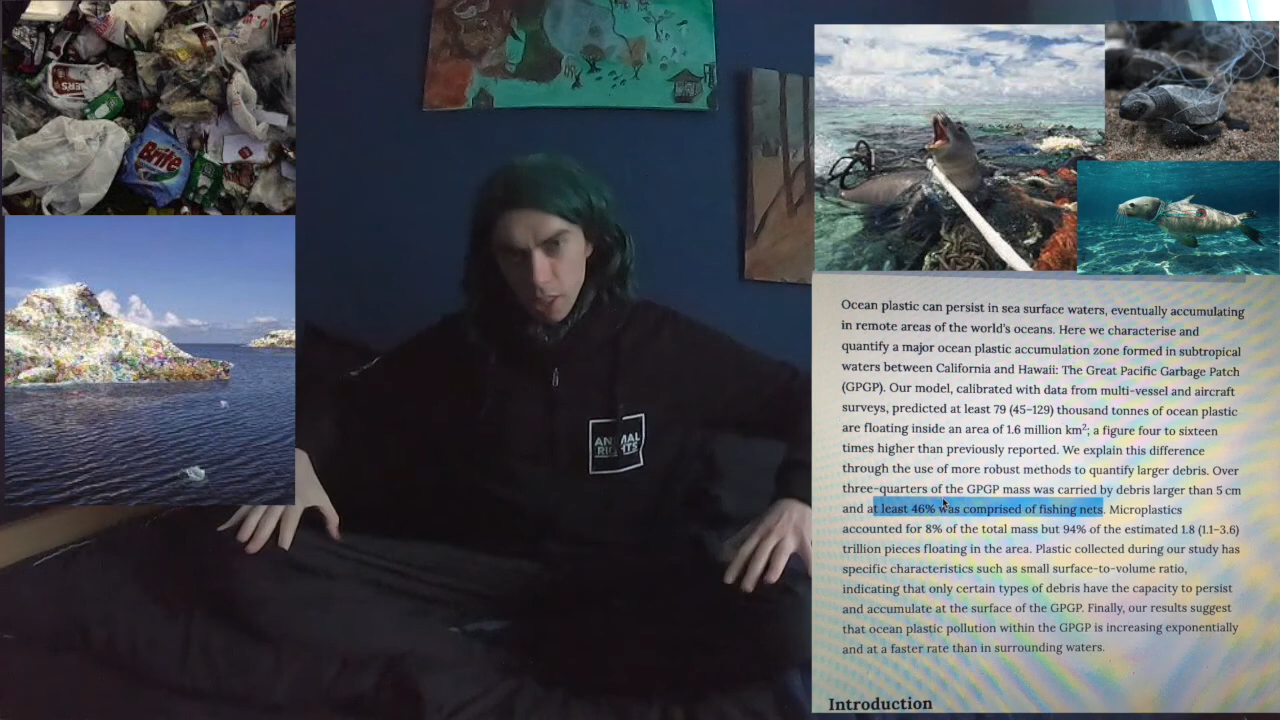 Brite
ANIMAL
RIGHTS
Ocean plastic can persist in sea surface waters, eventually accumulating
in remote areas of the world's oceans. Here we characterise and
quantify a major ocean plastic accumulation zone formed in subtropical
waters between California and Hawaii: The Great Pacific Garbage Patch
(GPGP). Our model, calibrated with data from multi-vessel and aircraft
surveys, predicted at least 79 (45–129) thousand tonnes of ocean plastic
are floating inside an area of 1.6 million km²; a figure four to sixteen
times higher than previously reported. We explain this difference
through the use of more robust methods to quantify larger debris. Over
three-quarters of the GPGP mass was carried by debris larger than 5 cm
and at least 46% was comprised of fishing nets. Microplastics
accounted for 8% of the total mass but 94% of the estimated 1.8 (1.1–3.6)
trillion pieces floating in the area. Plastic collected during our study has
specific characteristics such as small surface-to-volume ratio,
indicating that only certain types of debris have the capacity to persist
and accumulate at the surface of the GPGP. Finally, our results suggest
that ocean plastic pollution within the GPGP is increasing exponentially
and at a faster rate than in surrounding waters.
Introduction